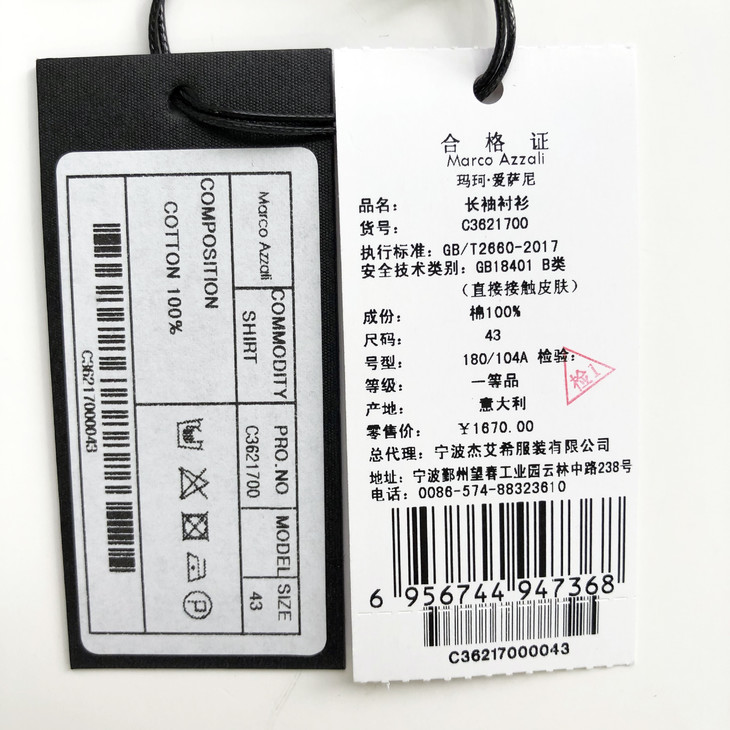 Marco Azzali
COMMODITY
SHIRT
PRO.NO
C3621700
MODEL SIZE
43
COMPOSITION
COTTON 100%
P
C36217000043
合格证
Marco Azzali
玛珂·爱萨尼
品名: 长袖衬衫
货号: C3621700
执行标准: GB/T2660-2017
安全技术类别: GB18401 B类
(直接接触皮肤)
成份: 棉100%
尺码: 43
号型: 180/104A 检验:
检1
等级: 一等品
产地: 意大利
零售价: ￥1670.00
总代理: 宁波杰艾希服装有限公司
地址: 宁波鄞州望春工业园云林中路238号
电话: 0086-574-88323610
6 956744 947368
C36217000043